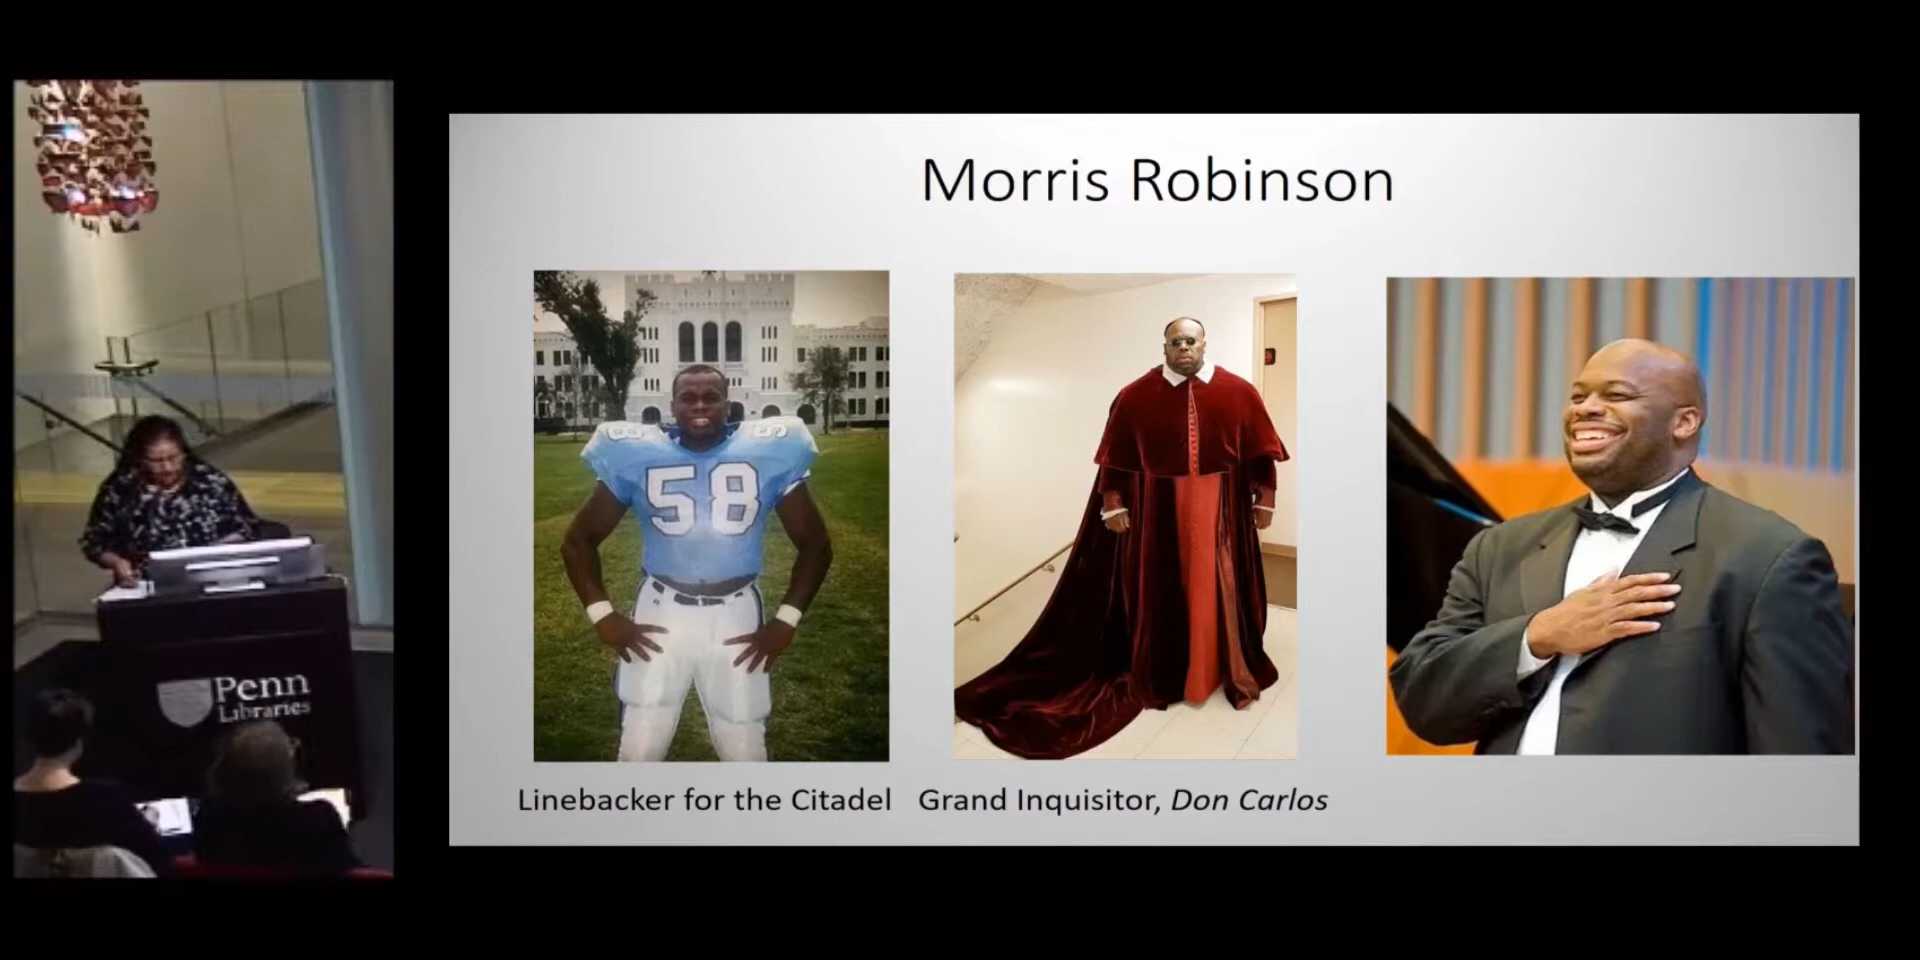 Morris Robinson
58
Linebacker for the Citadel
Grand Inquisitor, Don Carlos
Penn
Libraries